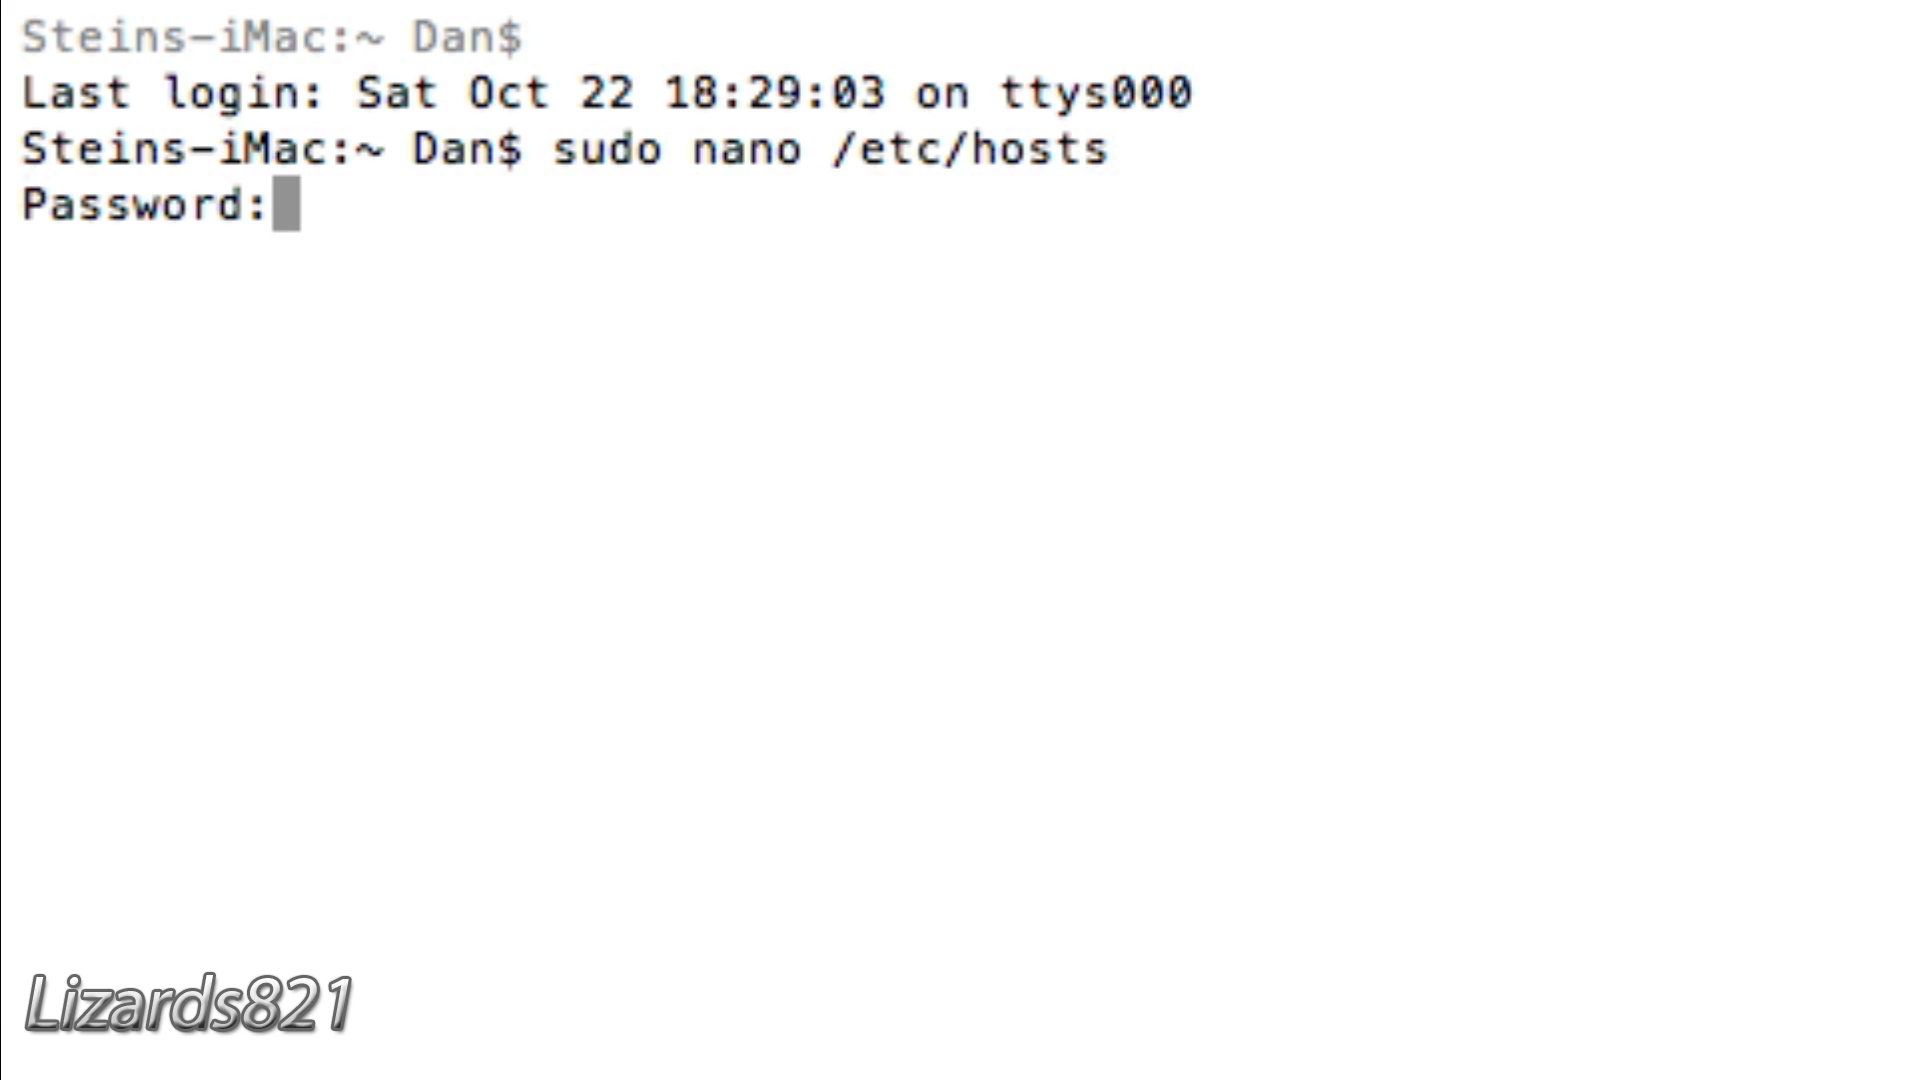 Steins-iMac:~ Dan$
Last login: Sat Oct 22 18:29:03 on ttys000
Steins-iMac:~ Dan$ sudo nano /etc/hosts
Password:
Lizards821